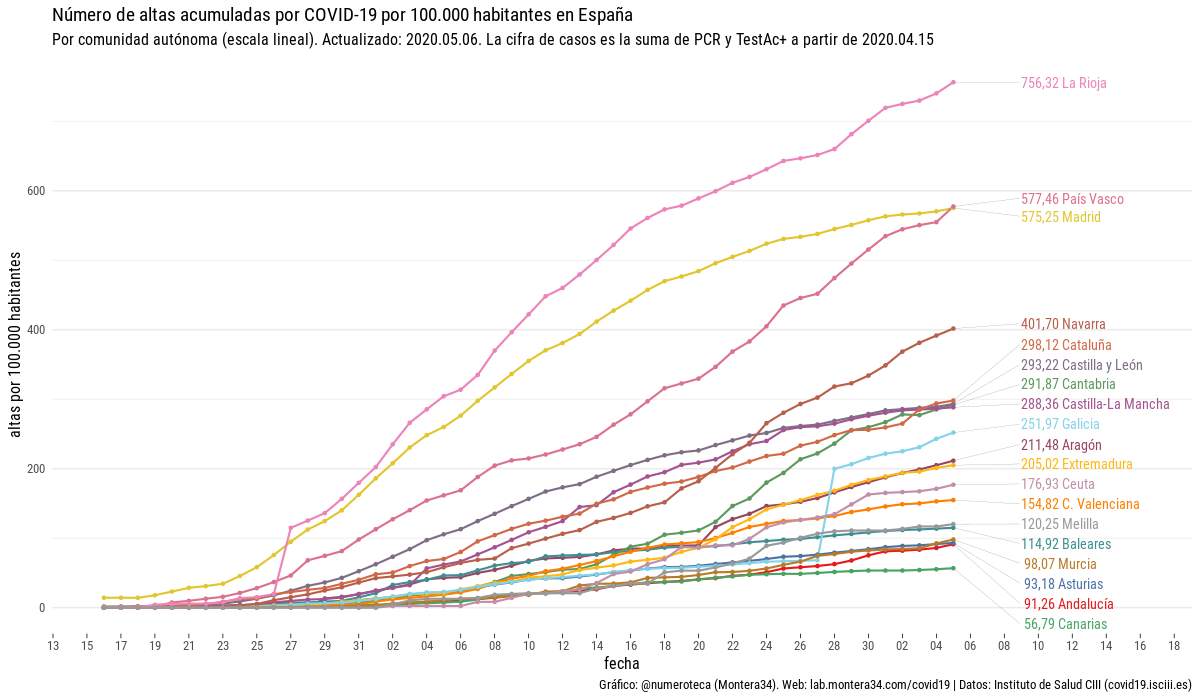 Número de altas acumuladas por COVID-19 por 100.000 habitantes en España
Por comunidad autónoma (escala lineal). Actualizado: 2020.05.06. La cifra de casos es la suma de PCR y TestAc+ a partir de 2020.04.15
altas por 100.000 habitantes
600
400
200
0
756,32 La Rioja
577,46 País Vasco
575,25 Madrid
401,70 Navarra
298,12 Cataluña
293,22 Castilla y León
291,87 Cantabria
288,36 Castilla-La Mancha
251,97 Galicia
211,48 Aragón
205,02 Extremadura
176,93 Ceuta
154,82 C. Valenciana
120,25 Melilla
114,92 Baleares
98,07 Murcia
93,18 Asturias
91,26 Andalucía
56,79 Canarias
13 15 17 19 21 23 25 27 29 31 02 04 06 08 10 12 14 16 18 20 22 24 26 28 30 02 04 06 08 10 12 14 16 18
fecha
Gráfico: @numeroteca (Montera34). Web: lab.montera34.com/covid19 | Datos: Instituto de Salud CIII (covid19.isciii.es)